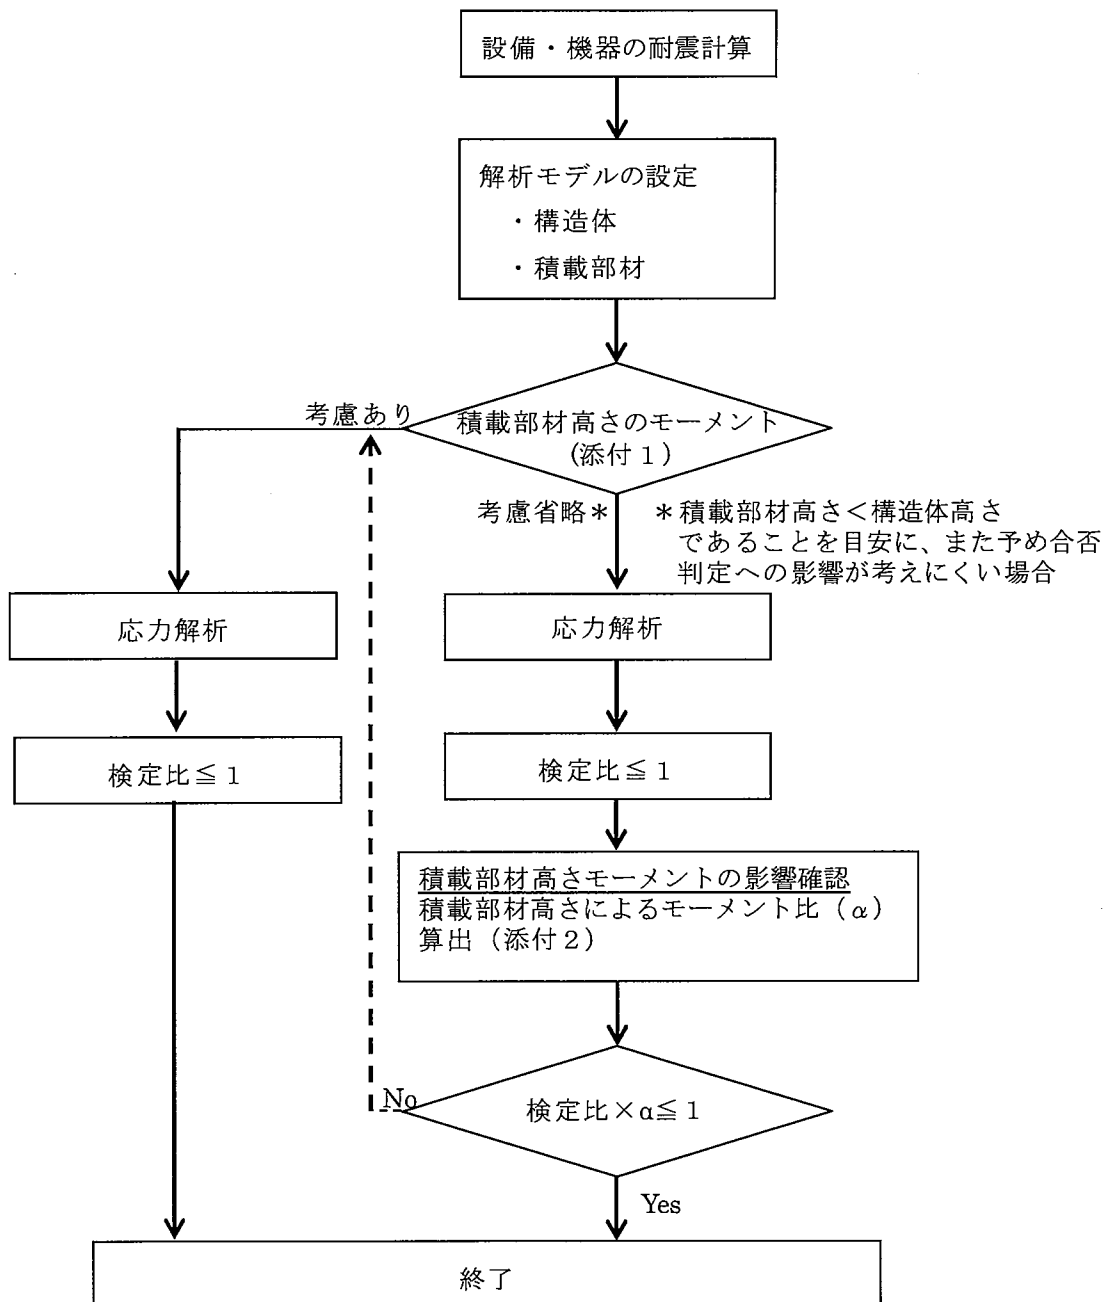 設備・機器の耐震計算
解析モデルの設定
・構造体
・積載部材
考慮あり
積載部材高さのモーメント
(添付１)
考慮省略＊
＊積載部材高さ＜構造体高さ
であることを目安に、また予め合否
判定への影響が考えにくい場合
応力解析
応力解析
検定比≦１
検定比≦１
積載部材高さモーメントの影響確認
積載部材高さによるモーメント比（α）
算出（添付２）
No
検定比×α≦１
Yes
終了